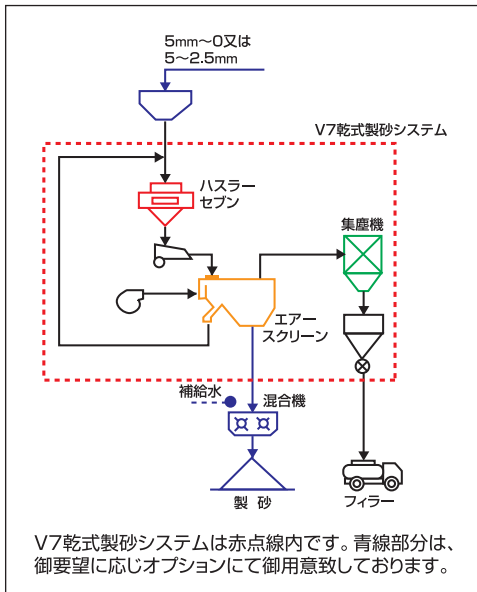 5mm~0又は
5~2.5mm
V7乾式製砂システム
ハスラー
セブン
集塵機
エアー
スクリーン
補給水
混合機
製 砂
フィラー
V7乾式製砂システムは赤点線内です。青線部分は、
御要望に応じオプションにて御用意致しております。